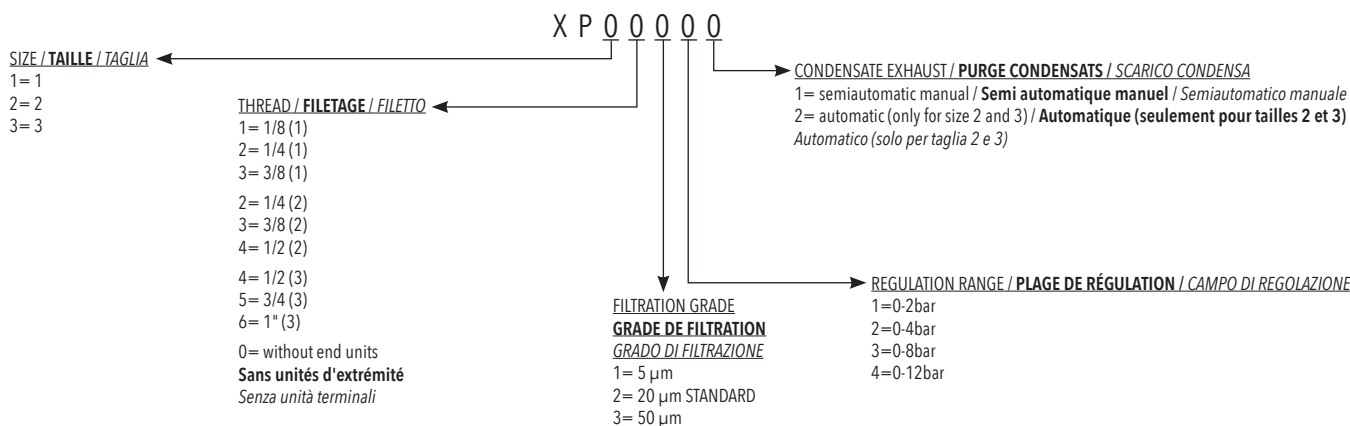 X P 0 0 0 0 0
SIZE / TAILLE / TAGLIA
1= 1
2= 2
3= 3
THREAD / FILETAGE / FILETTO
1= 1/8 (1)
2= 1/4 (1)
3= 3/8 (1)
2= 1/4 (2)
3= 3/8 (2)
4= 1/2 (2)
4= 1/2 (3)
5= 3/4 (3)
6= 1" (3)
0= without end units
Sans unités d'extrémité
Senza unità terminali
FILTRATION GRADE
GRADE DE FILTRATION
GRADO DI FILTRAZIONE
1= 5 µm
2= 20 µm STANDARD
3= 50 µm
REGULATION RANGE / PLAGE DE RÉGULATION / CAMPO DI REGOLAZIONE
1=0-2bar
2=0-4bar
3=0-8bar
4=0-12bar
CONDENSATE EXHAUST / PURGE CONDENSATS / SCARICO CONDENSA
1= semiautomatic manual / Semi automatique manuel / Semiautomatico manuale
2= automatic (only for size 2 and 3) / Automatique (seulement pour tailles 2 et 3)
Automatico (solo per taglia 2 e 3)